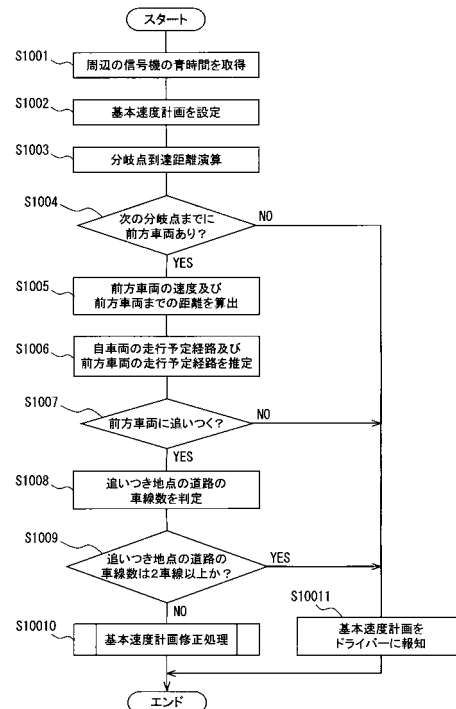 スタート
S1001
周辺の信号機の青時間を取得
S1002
基本速度計画を設定
S1003
分岐点到達距離演算
S1004
次の分岐点までに
前方車両あり?
NO
YES
S1005
前方車両の速度及び
前方車両までの距離を算出
S1006
自車両の走行予定経路及び
前方車両の走行予定経路を推定
S1007
前方車両に追いつく?
NO
YES
S1008
追いつき地点の道路の
車線数を判定
S1009
追いつき地点の道路の
車線数は2車線以上か?
YES
NO
S10010
基本速度計画修正処理
S10011
基本速度計画を
ドライバーに報知
エンド